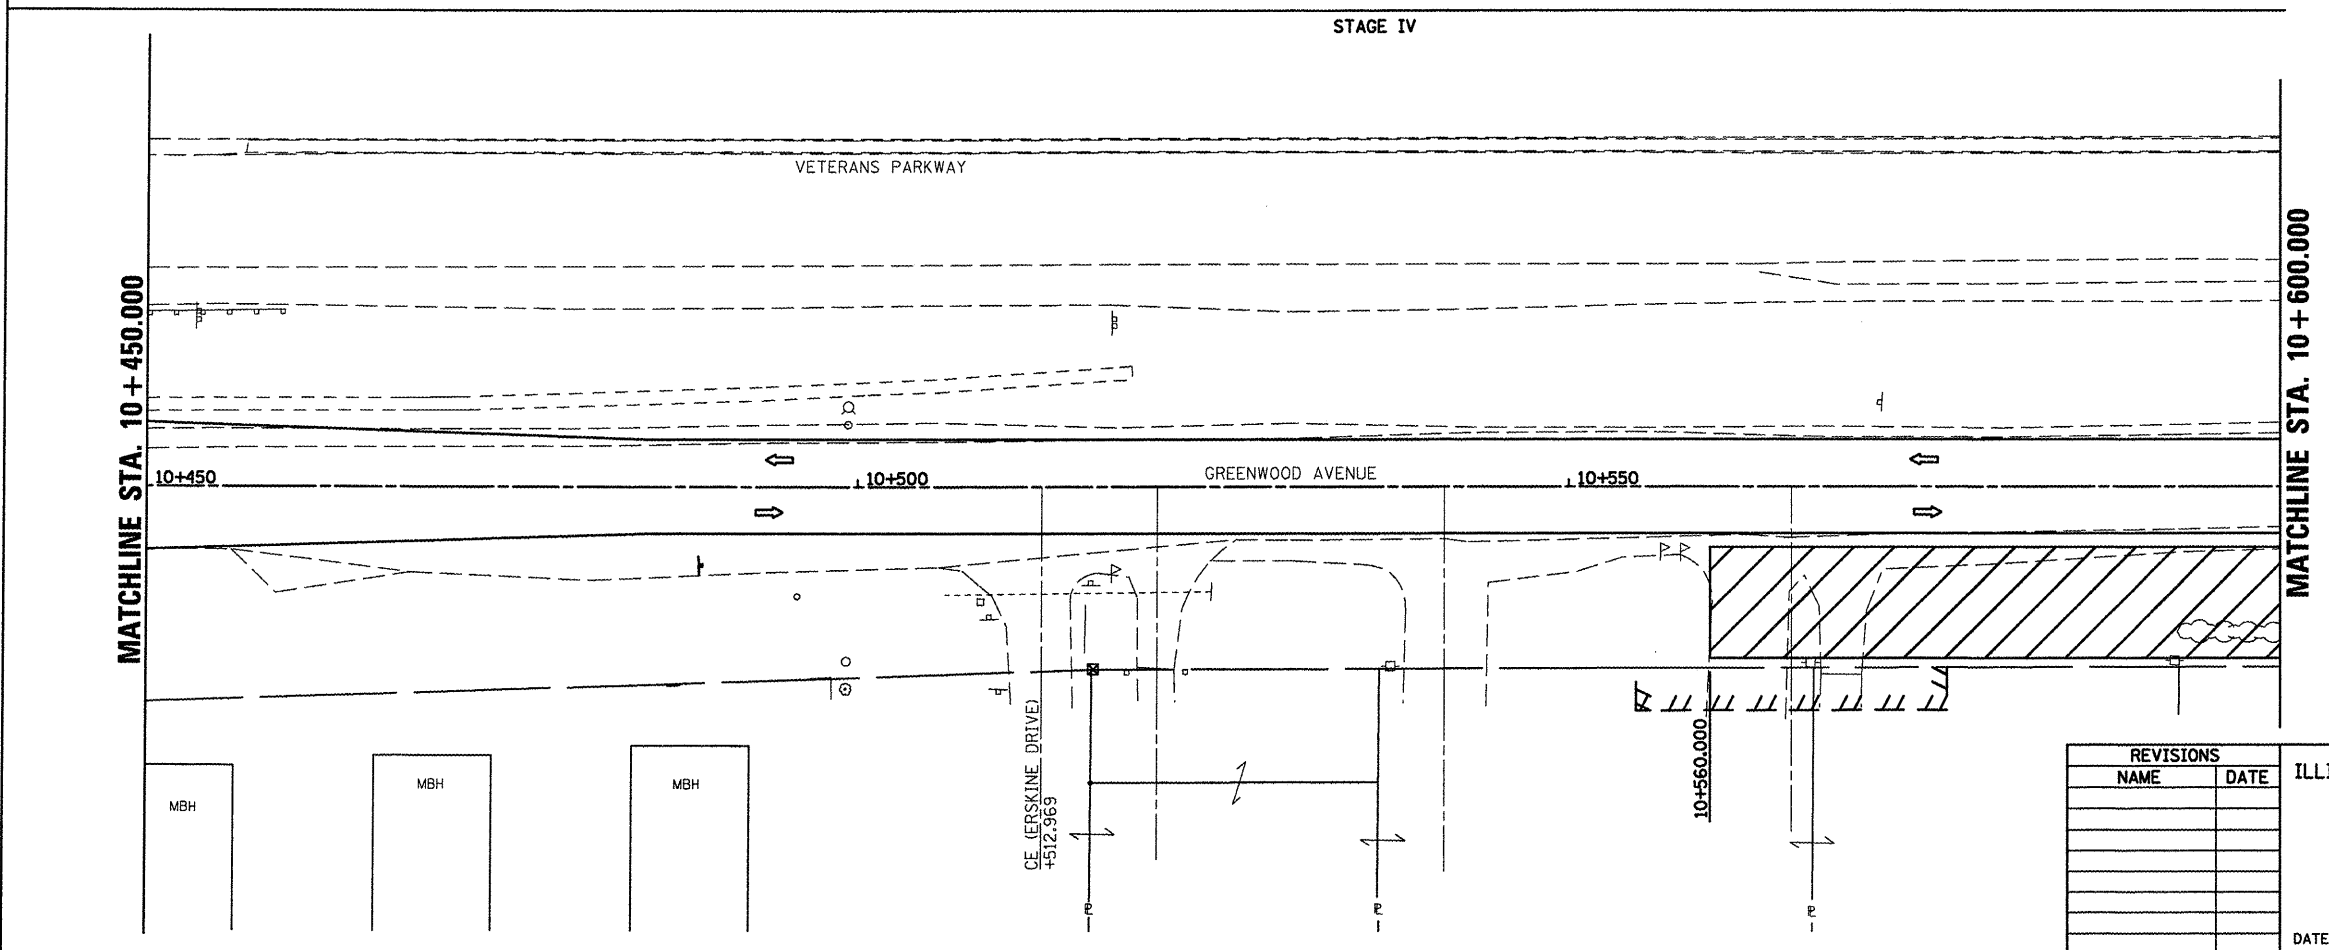 STAGE IV
VETERANS PARKWAY
MATCHLINE STA. 10+450.000
MATCHLINE STA. 10+600.000
10+450
10+500
GREENWOOD AVENUE
10+550
CE (ERSKINE DRIVE)
+512.969
10+560.000
MBH
MBH
MBH
P
P
P
REVISIONS
NAME DATE
ILLI
DATE